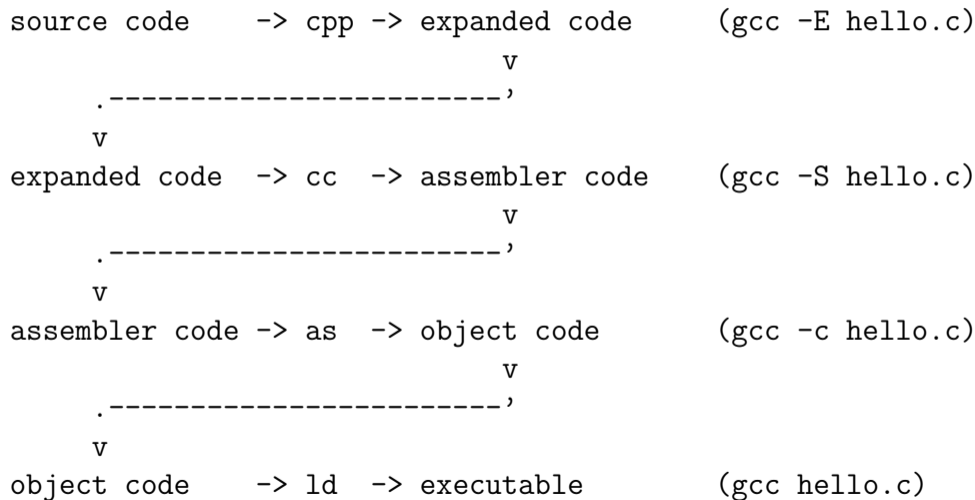 source code    -> cpp -> expanded code     (gcc -E hello.c)
                              v
     .------------------------’
     v
expanded code  -> cc  -> assembler code    (gcc -S hello.c)
                              v
     .------------------------’
     v
assembler code -> as  -> object code       (gcc -c hello.c)
                              v
     .------------------------’
     v
object code    -> ld  -> executable        (gcc hello.c)